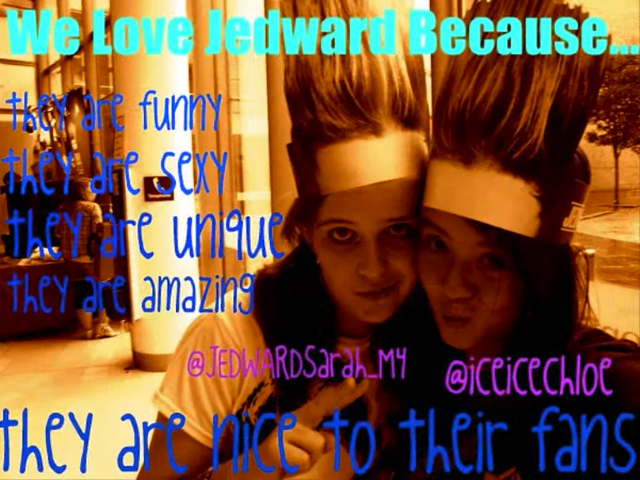 We Love Jedward Because...
they are funny
they are sexy
they are unique
they are amazing
@JEDWARDSarah_MY
@iceicechloe
they are nice to their fans